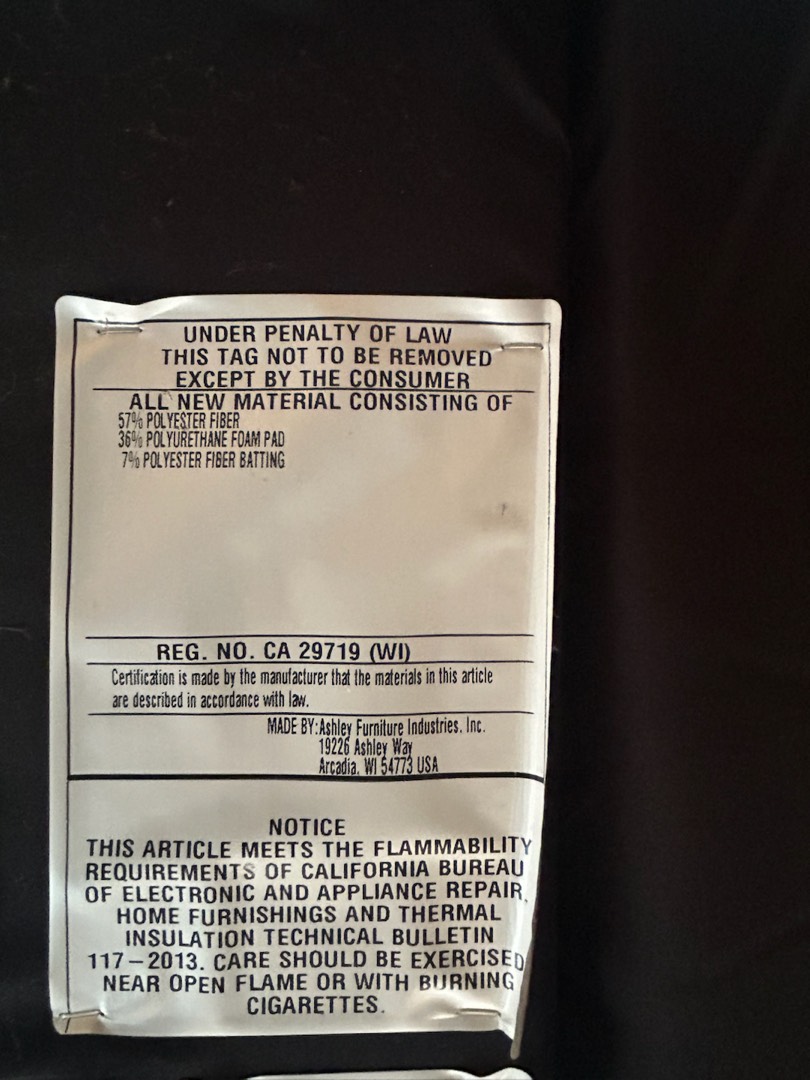 UNDER PENALTY OF LAW
THIS TAG NOT TO BE REMOVED
EXCEPT BY THE CONSUMER
ALL NEW MATERIAL CONSISTING OF
57% POLYESTER FIBER
36% POLYURETHANE FOAM PAD
7% POLYESTER FIBER BATTING
REG. NO. CA 29719 (WI)
Certification is made by the manufacturer that the materials in this article
are described in accordance with law.
MADE BY:Ashley Furniture Industries, Inc.
19226 Ashley Way
Arcadia, WI 54773 USA
NOTICE
THIS ARTICLE MEETS THE FLAMMABILITY
REQUIREMENTS OF CALIFORNIA BUREAU
OF ELECTRONIC AND APPLIANCE REPAIR,
HOME FURNISHINGS AND THERMAL
INSULATION TECHNICAL BULLETIN
117-2013. CARE SHOULD BE EXERCISED
NEAR OPEN FLAME OR WITH BURNING
CIGARETTES.